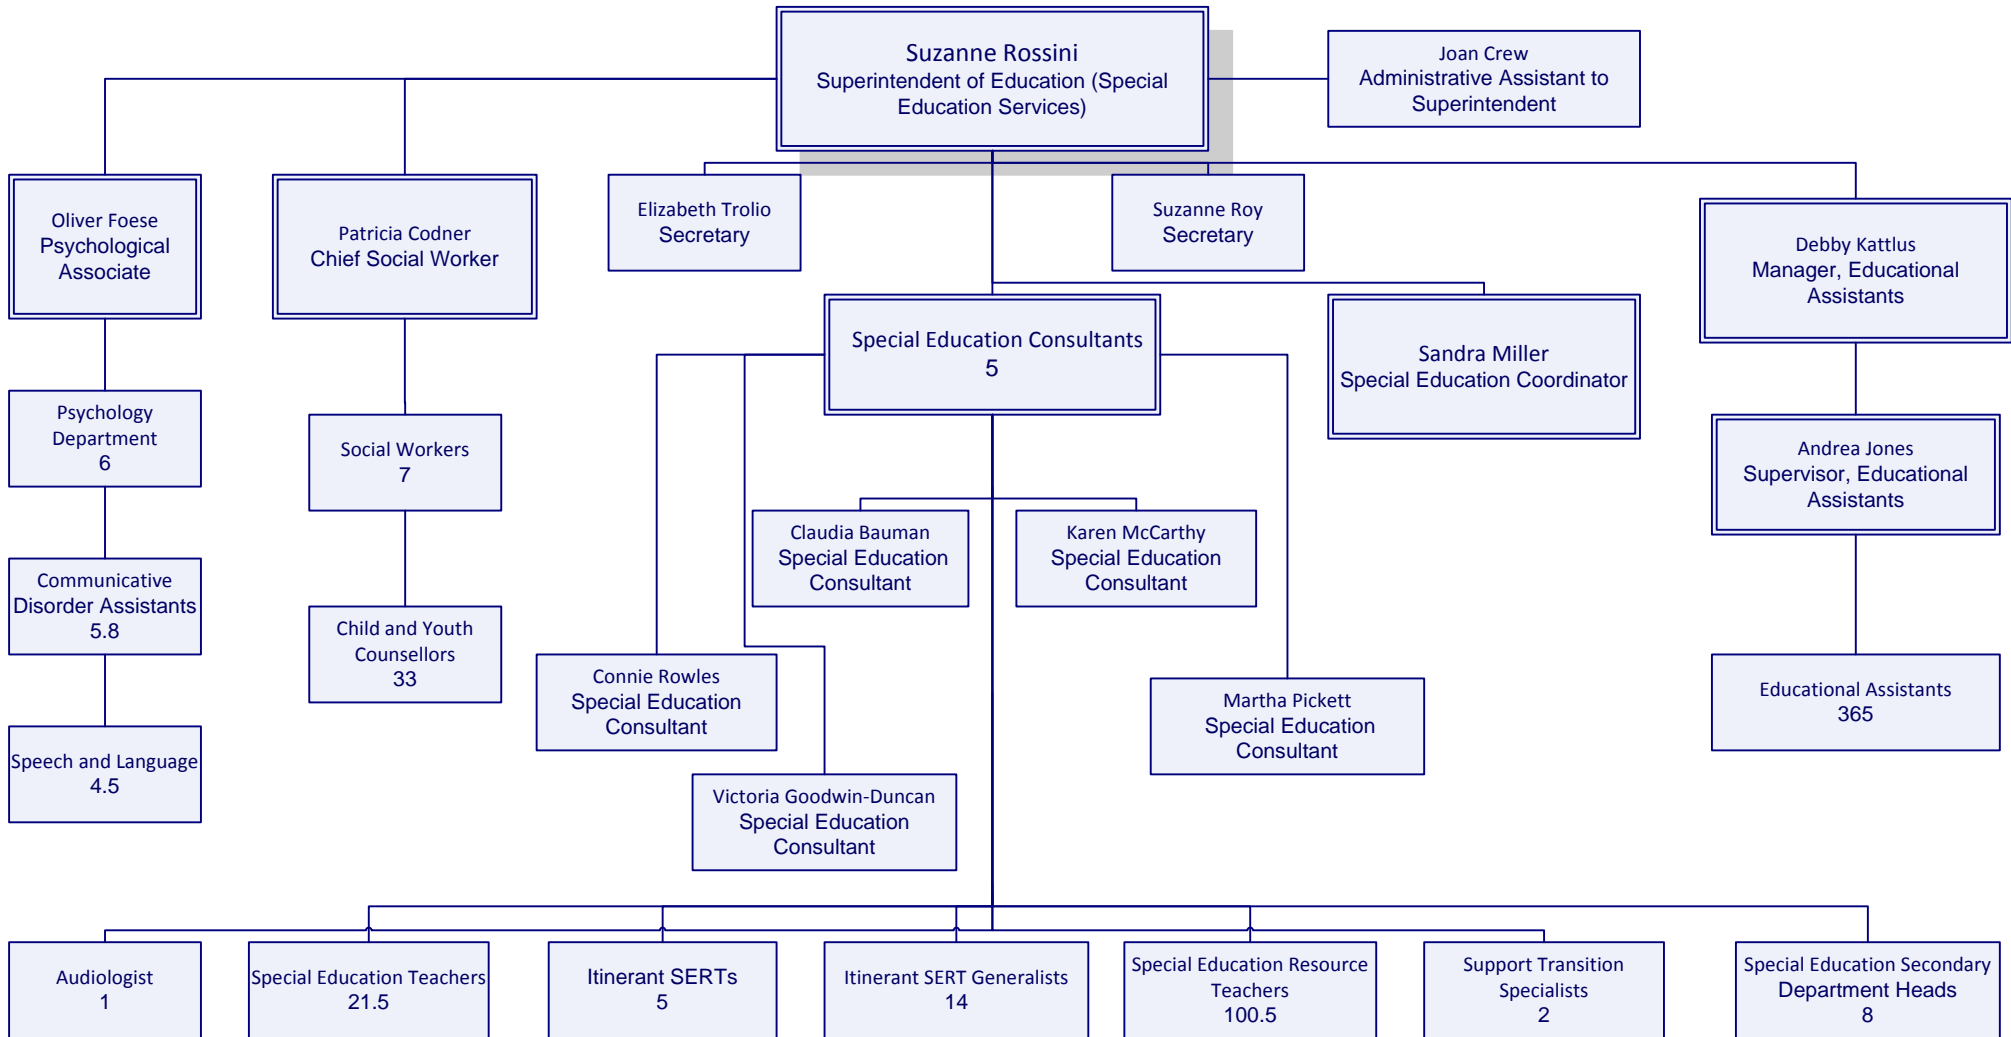 Suzanne Rossini
Superintendent of Education (Special
Education Services)
Joan Crew
Administrative Assistant to
Superintendent
Oliver Foese
Psychological
Associate
Patricia Codner
Chief Social Worker
Elizabeth Trolio
Secretary
Suzanne Roy
Secretary
Debby Kattlus
Manager, Educational
Assistants
Special Education Consultants
5
Sandra Miller
Special Education Coordinator
Psychology
Department
6
Social Workers
7
Andrea Jones
Supervisor, Educational
Assistants
Claudia Bauman
Special Education
Consultant
Karen McCarthy
Special Education
Consultant
Communicative
Disorder Assistants
5.8
Child and Youth
Counsellors
33
Connie Rowles
Special Education
Consultant
Martha Pickett
Special Education
Consultant
Educational Assistants
365
Speech and Language
4.5
Victoria Goodwin-Duncan
Special Education
Consultant
Audiologist
1
Special Education Teachers
21.5
Itinerant SERTs
5
Itinerant SERT Generalists
14
Special Education Resource
Teachers
100.5
Support Transition
Specialists
2
Special Education Secondary
Department Heads
8